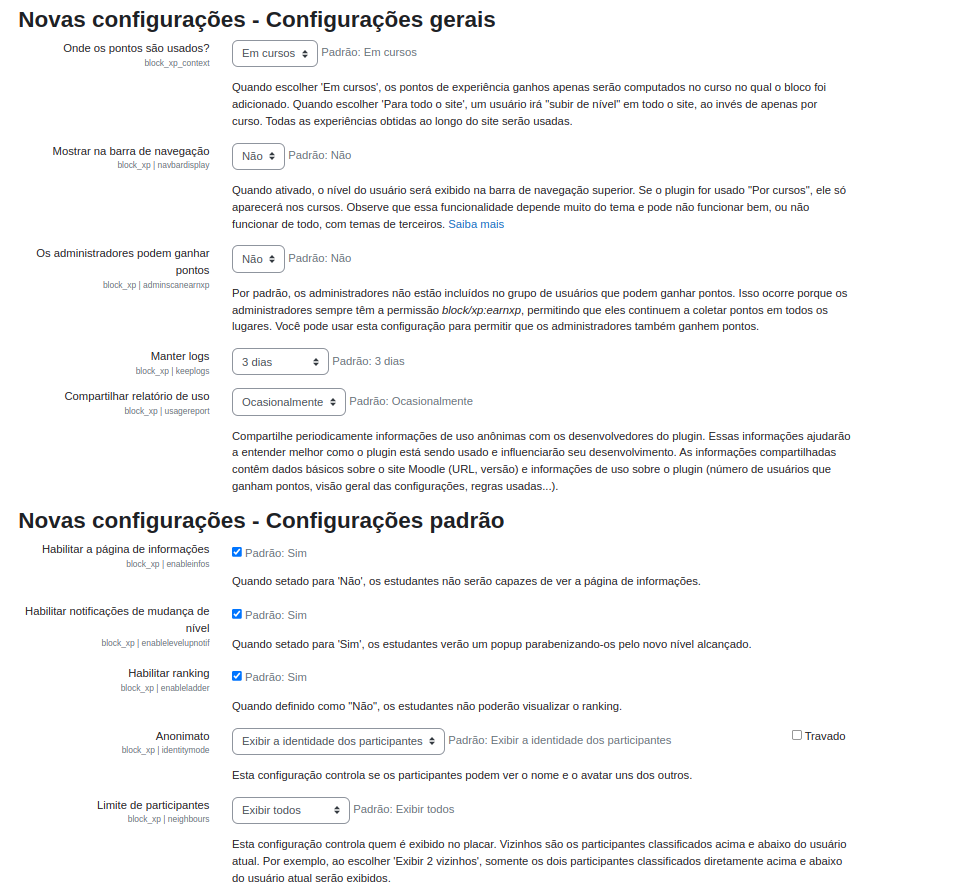 Novas configurações - Configurações gerais
Onde os pontos são usados?
block_xp_context
Em cursos
Padrão: Em cursos
Quando escolher 'Em cursos', os pontos de experiência ganhos apenas serão computados no curso no qual o bloco foi
adicionado. Quando escolher 'Para todo o site', um usuário irá "subir de nível" em todo o site, ao invés de apenas por
curso. Todas as experiências obtidas ao longo do site serão usadas.
Mostrar na barra de navegação
block_xp | navbardisplay
Não
Padrão: Não
Quando ativado, o nível do usuário será exibido na barra de navegação superior. Se o plugin for usado "Por cursos", ele só
aparecerá nos cursos. Observe que essa funcionalidade depende muito do tema e pode não funcionar bem, ou não
funcionar de todo, com temas de terceiros. Saiba mais
Os administradores podem ganhar
pontos
block_xp | adminscanearnxp
Não
Padrão: Não
Por padrão, os administradores não estão incluídos no grupo de usuários que podem ganhar pontos. Isso ocorre porque os
administradores sempre têm a permissão block/xp:earnxp, permitindo que eles continuem a coletar pontos em todos os
lugares. Você pode usar esta configuração para permitir que os administradores também ganhem pontos.
Manter logs
block_xp | keeplogs
3 dias
Padrão: 3 dias
Compartilhar relatório de uso
block_xp | usagereport
Ocasionalmente
Padrão: Ocasionalmente
Compartilhe periodicamente informações de uso anônimas com os desenvolvedores do plugin. Essas informações ajudarão
a entender melhor como o plugin está sendo usado e influenciarão seu desenvolvimento. As informações compartilhadas
contêm dados básicos sobre o site Moodle (URL, versão) e informações de uso sobre o plugin (número de usuários que
ganham pontos, visão geral das configurações, regras usadas...).
Novas configurações - Configurações padrão
Habilitar a página de informações
block_xp | enableinfos
Padrão: Sim
Quando setado para 'Não', os estudantes não serão capazes de ver a página de informações.
Habilitar notificações de mudança de
nível
block_xp | enablelevelupnotif
Padrão: Sim
Quando setado para 'Sim', os estudantes verão um popup parabenizando-os pelo novo nível alcançado.
Habilitar ranking
block_xp | enableladder
Padrão: Sim
Quando definido como "Não", os estudantes não poderão visualizar o ranking.
Anonimato
block_xp | identitymode
Exibir a identidade dos participantes
Padrão: Exibir a identidade dos participantes
Travado
Esta configuração controla se os participantes podem ver o nome e o avatar uns dos outros.
Limite de participantes
block_xp | neighbours
Exibir todos
Padrão: Exibir todos
Esta configuração controla quem é exibido no placar. Vizinhos são os participantes classificados acima e abaixo do usuário
atual. Por exemplo, ao escolher 'Exibir 2 vizinhos', somente os dois participantes classificados diretamente acima e abaixo
do usuário atual serão exibidos.